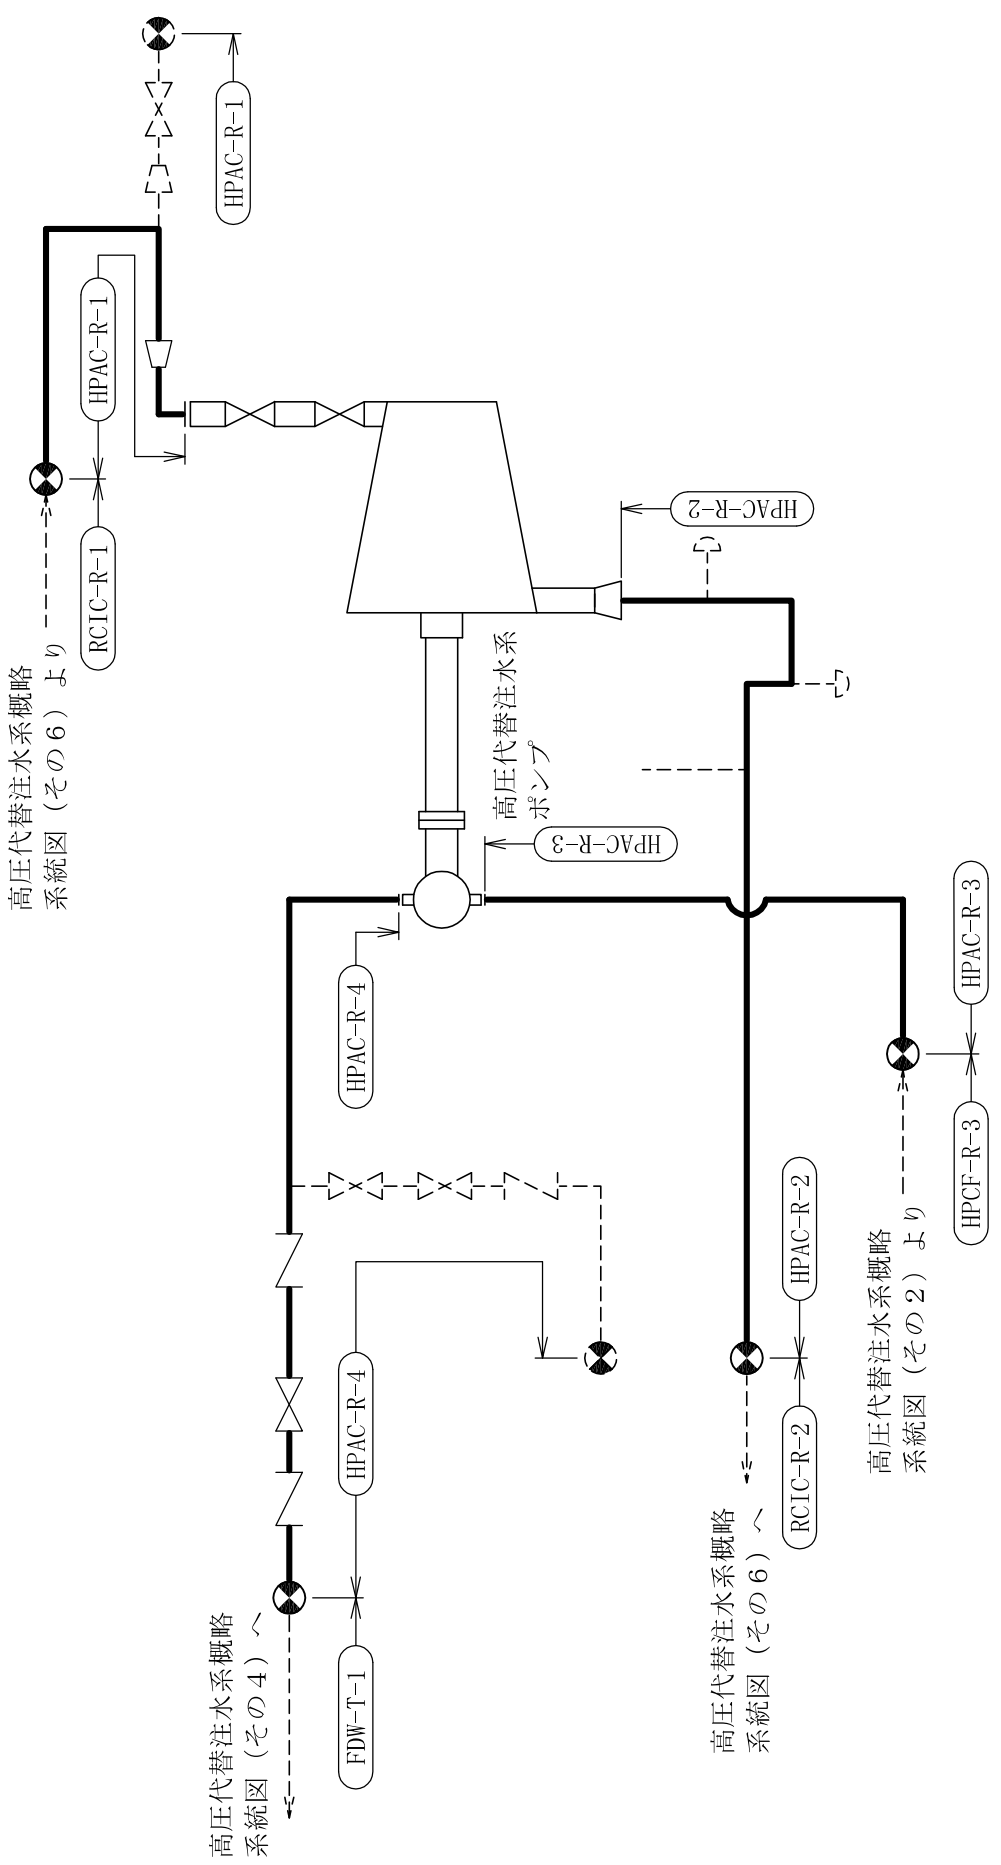 HPAC-R-1
高圧代替注水系概略
系統図（その６）より
RCIC-R-1
HPAC-R-1
HPAC-R-2
高圧代替注水系
ポンプ
HPAC-R-3
HPAC-R-4
高圧代替注水系概略
系統図（その４）へ
FDW-T-1
HPAC-R-4
高圧代替注水系概略
系統図（その６）へ
RCIC-R-2
HPAC-R-2
高圧代替注水系概略
系統図（その２）より
HPCF-R-3
HPAC-R-3